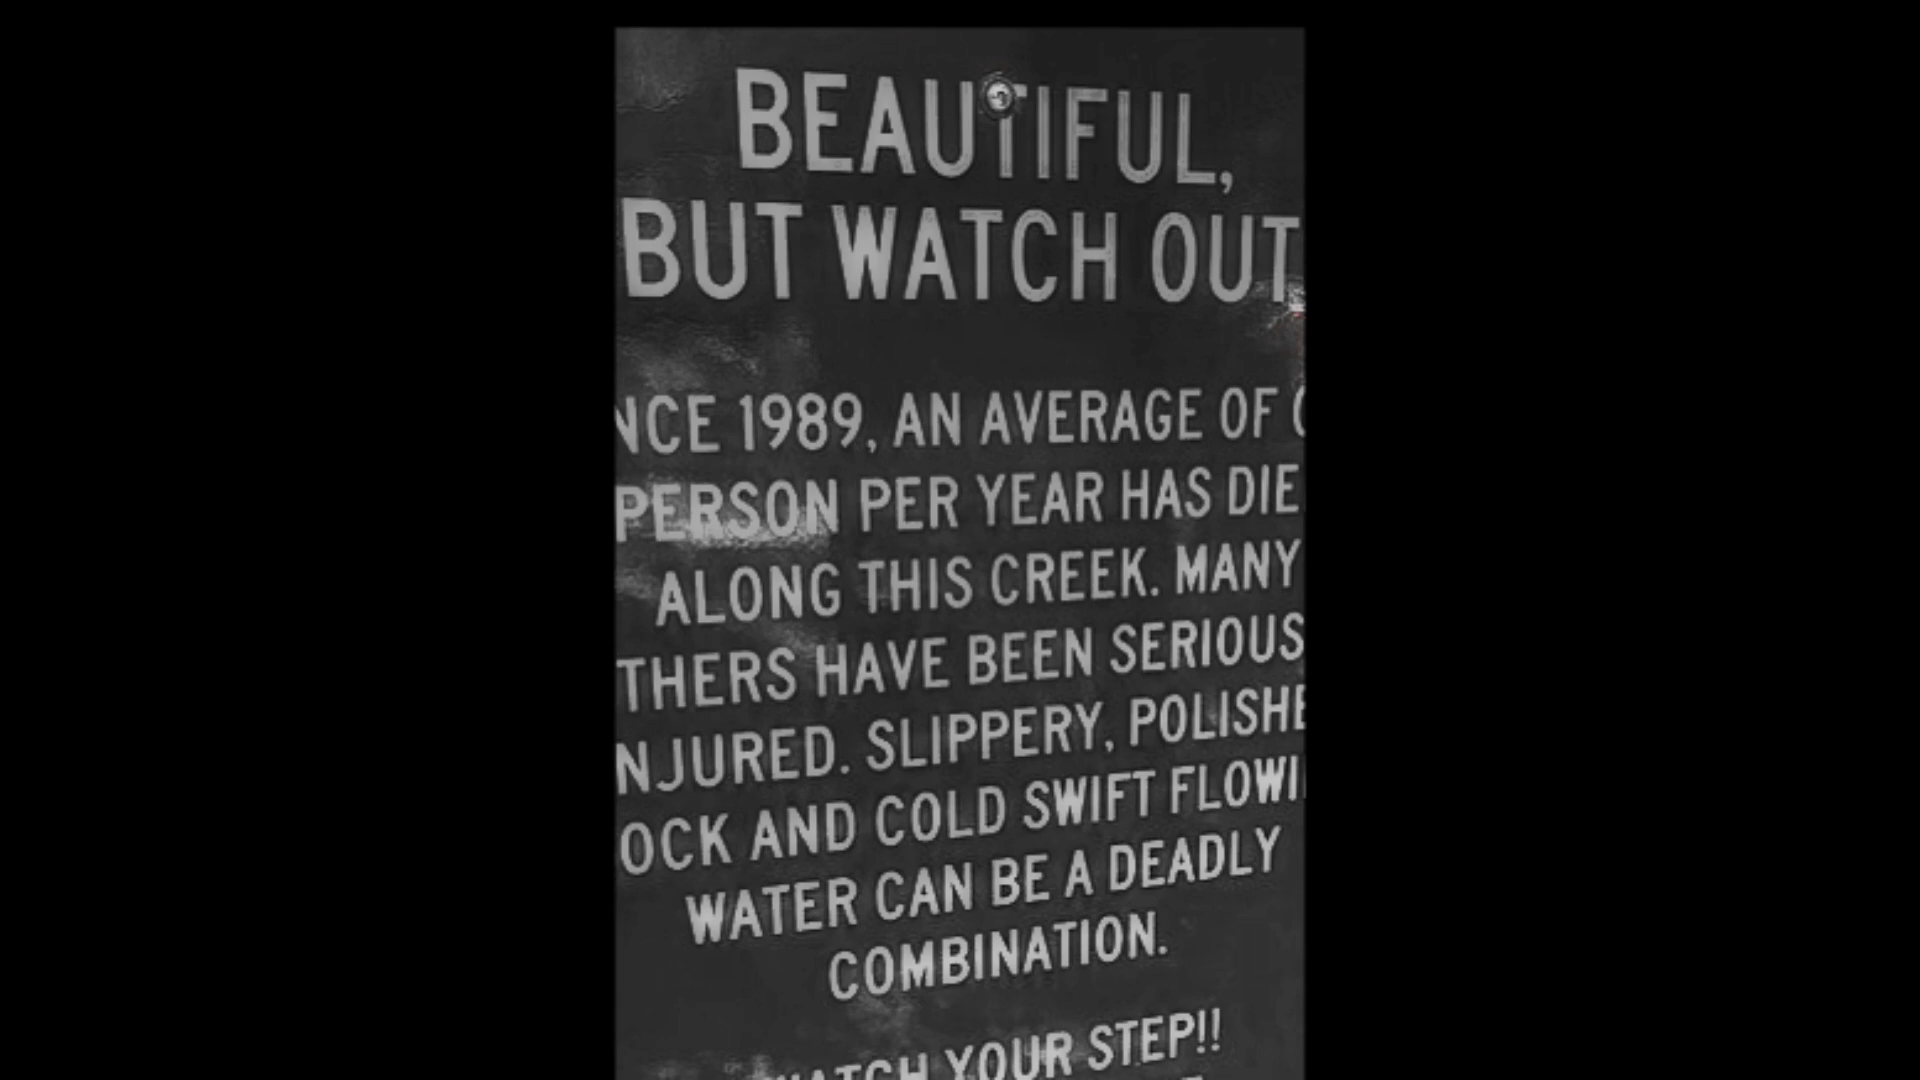 BEAUTIFUL,
BUT WATCH OUT
NCE 1989, AN AVERAGE OF
PERSON PER YEAR HAS DIE
ALONG THIS CREEK. MANY
THERS HAVE BEEN SERIOUS
NJURED. SLIPPERY, POLISHE
OCK AND COLD SWIFT FLOWI
WATER CAN BE A DEADLY
COMBINATION.
WATCH YOUR STEP!!